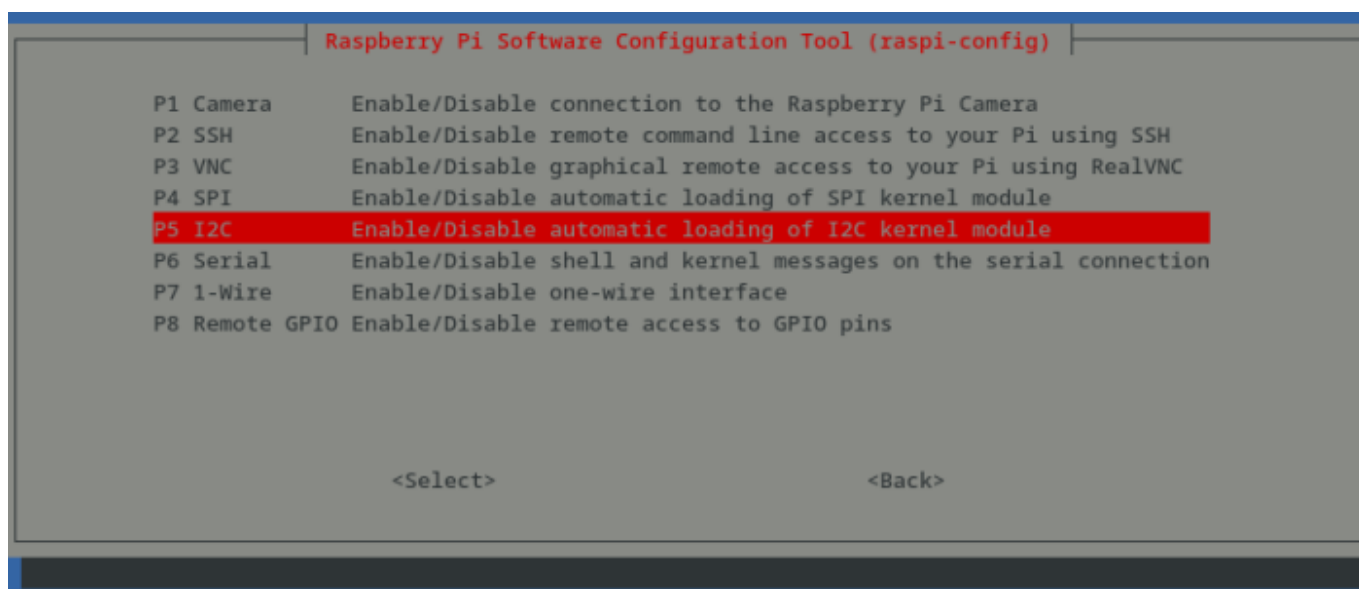 Raspberry Pi Software Configuration Tool (raspi-config)
P1 Camera Enable/Disable connection to the Raspberry Pi Camera
P2 SSH Enable/Disable remote command line access to your Pi using SSH
P3 VNC Enable/Disable graphical remote access to your Pi using RealVNC
P4 SPI Enable/Disable automatic loading of SPI kernel module
P5 I2C Enable/Disable automatic loading of I2C kernel module
P6 Serial Enable/Disable shell and kernel messages on the serial connection
P7 1-Wire Enable/Disable one-wire interface
P8 Remote GPIO Enable/Disable remote access to GPIO pins
<Select> <Back>